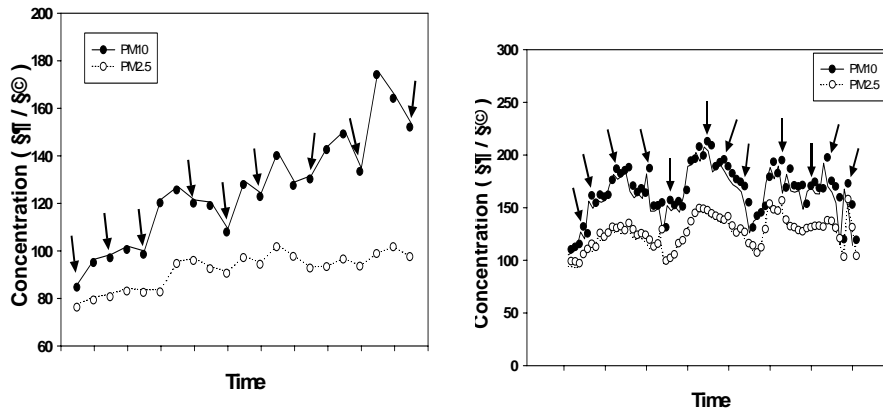 200
180
160
140
120
100
80
60
Concentration ( §¶ / §© )
Time
PM10
PM2.5
300
250
200
150
100
50
0
Concentration ( §¶ / §© )
Time
PM10
PM2.5